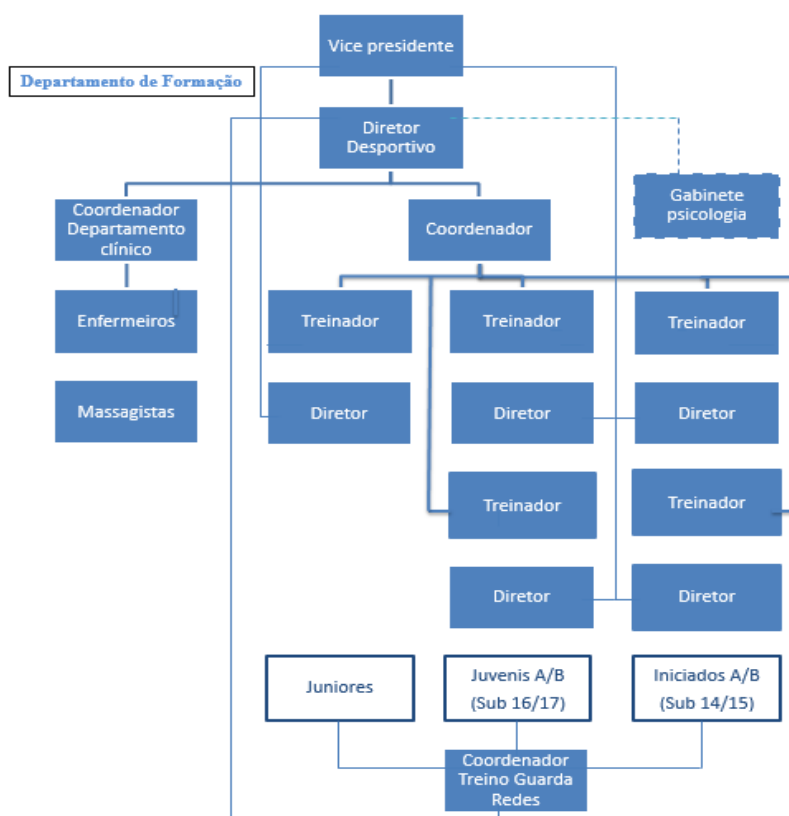 Vice presidente
Departamento de Formação
Diretor
Desportivo
Gabinete
psicologia
Coordenador
Departamento
clínico
Coordenador
Enfermeiros
Treinador
Treinador
Treinador
Massagistas
Diretor
Diretor
Diretor
Treinador
Treinador
Diretor
Diretor
Juniores
Juvenis A/B
(Sub 16/17)
Iniciados A/B
(Sub 14/15)
Coordenador
Treino Guarda
Redes